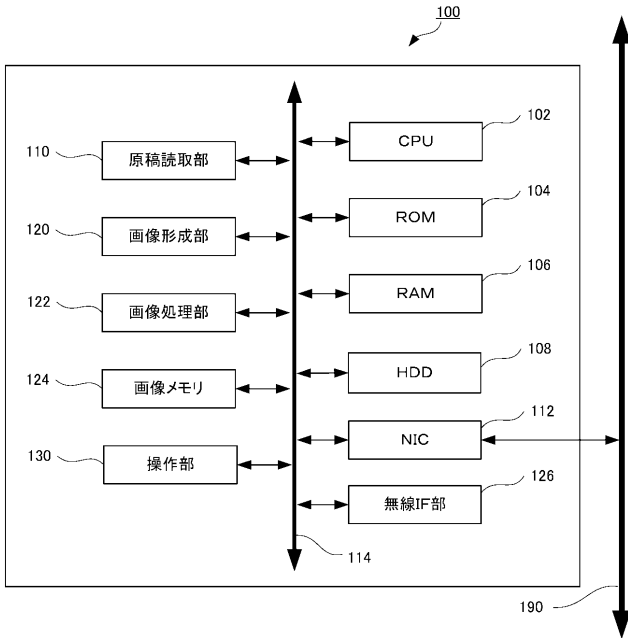 100
102
CPU
110
原稿読取部
104
ROM
120
画像形成部
106
RAM
122
画像処理部
108
HDD
124
画像メモリ
112
NIC
130
操作部
126
無線IF部
114
190